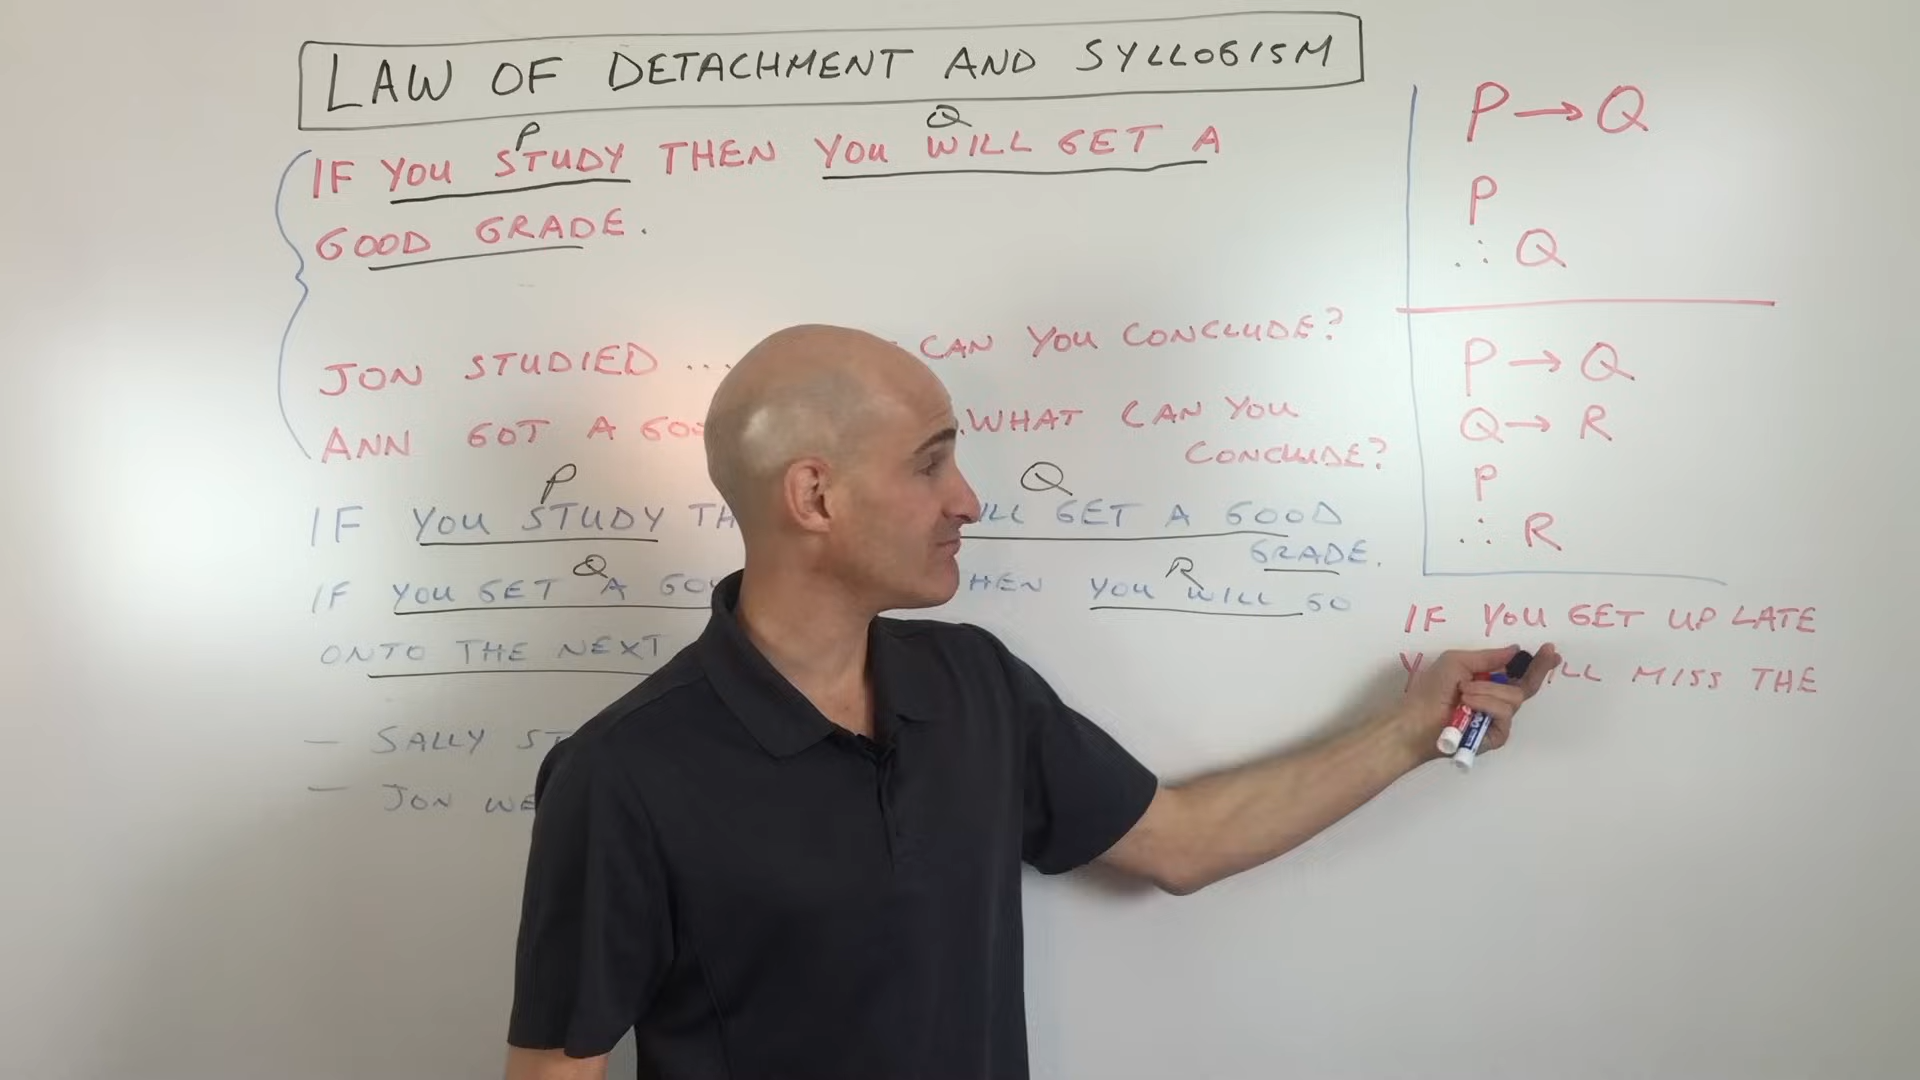 LAW OF DETACHMENT AND SYLLOGISM
P Q
IF YOU STUDY THEN YOU WILL GET A
GOOD GRADE.
JON STUDIED ... CAN YOU CONCLUDE?
ANN GOT A WHAT CAN YOU
CONCLUDE?
P Q
IF YOU STUDY GET A GOOD
GRADE.
Q R
IF YOU GET A YOU WILL GO
ONTO THE NEXT
– SALLY
– JON
P → Q
P
∴ Q
P → Q
Q → R
P
∴ R
IF YOU GET UP LATE
MISS THE